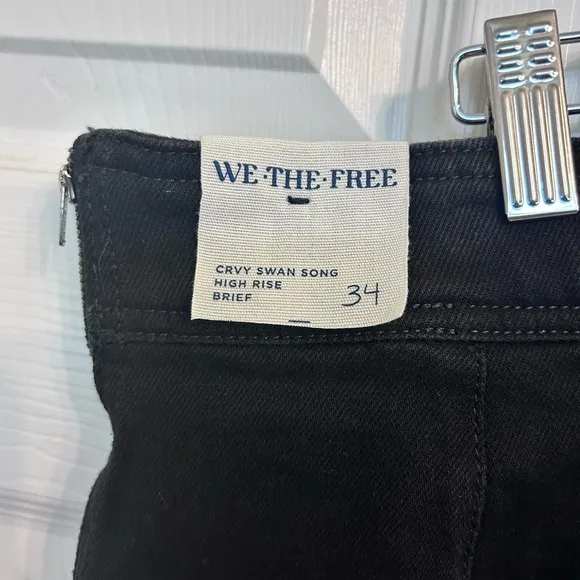 WE·THE·FREE
CRVY SWAN SONG
HIGH RISE
BRIEF 34